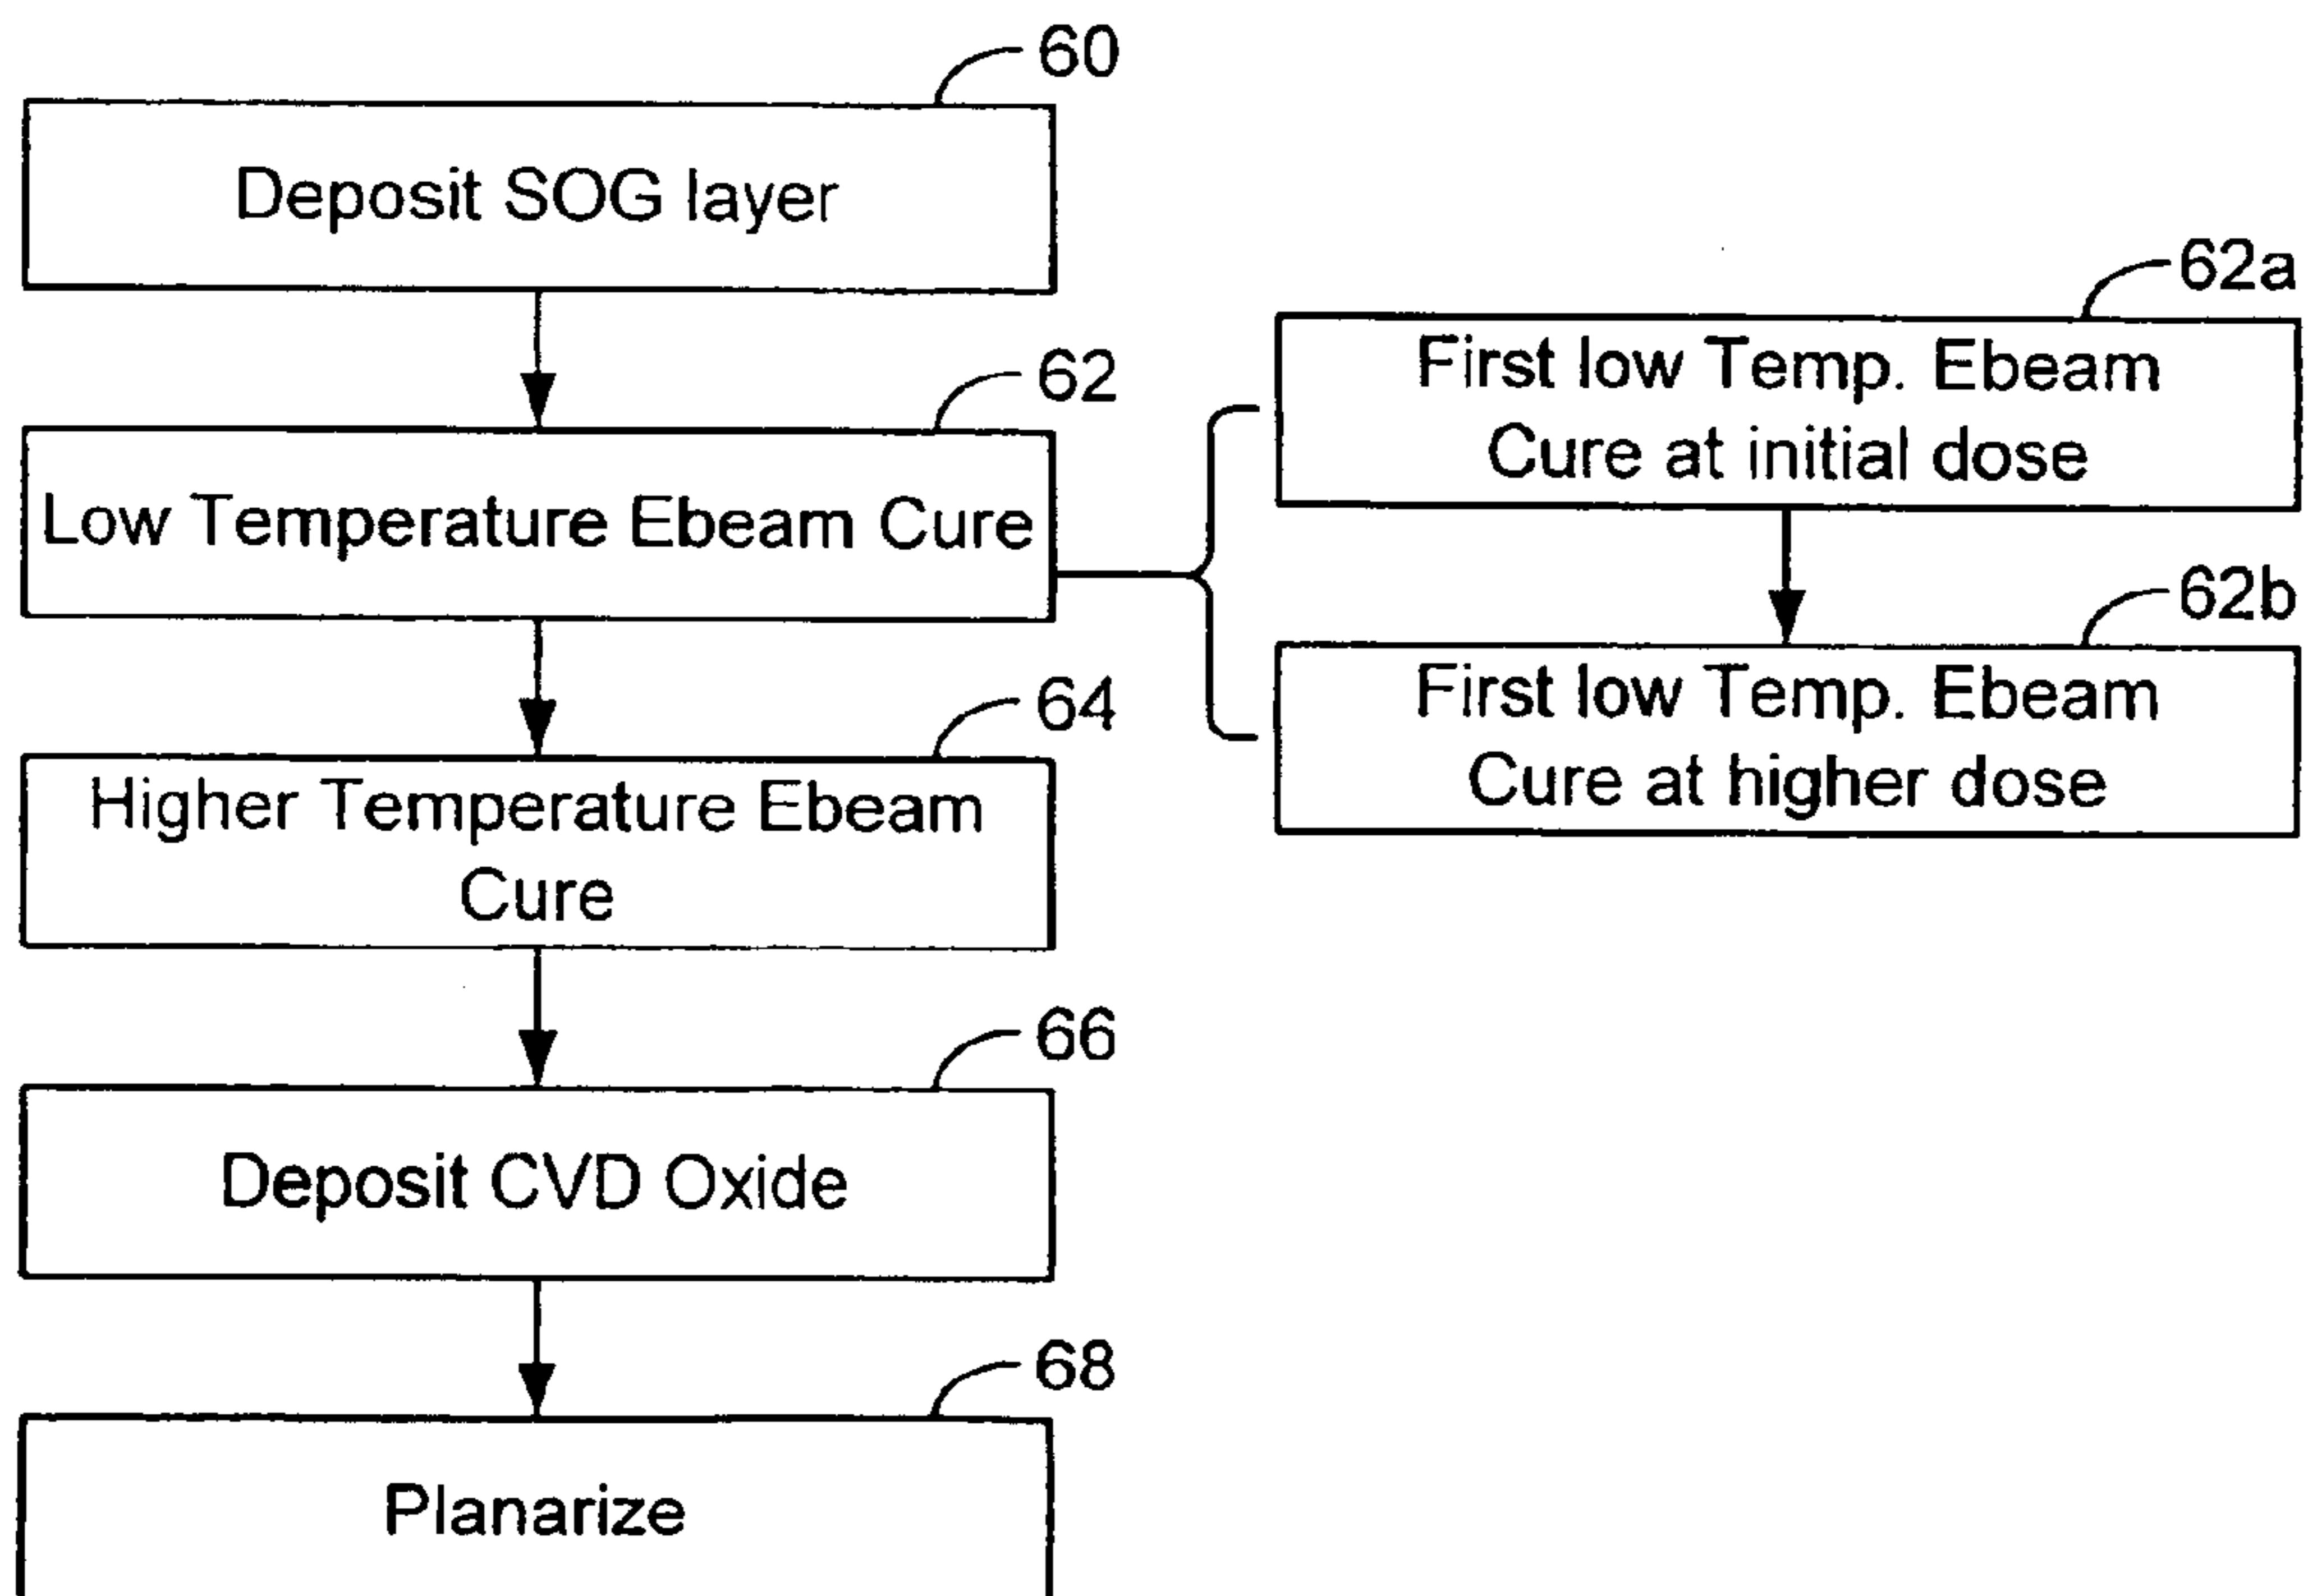 60
Deposit SOG layer
62
Low Temperature Ebeam Cure
62a
First low Temp. Ebeam
Cure at initial dose
62b
First low Temp. Ebeam
Cure at higher dose
64
Higher Temperature Ebeam
Cure
66
Deposit CVD Oxide
68
Planarize